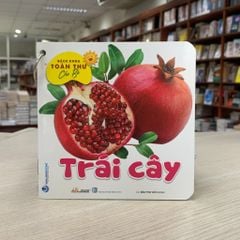 BÁCH KHOA
TOÀN THƯ
Cho Bé
Trái cây